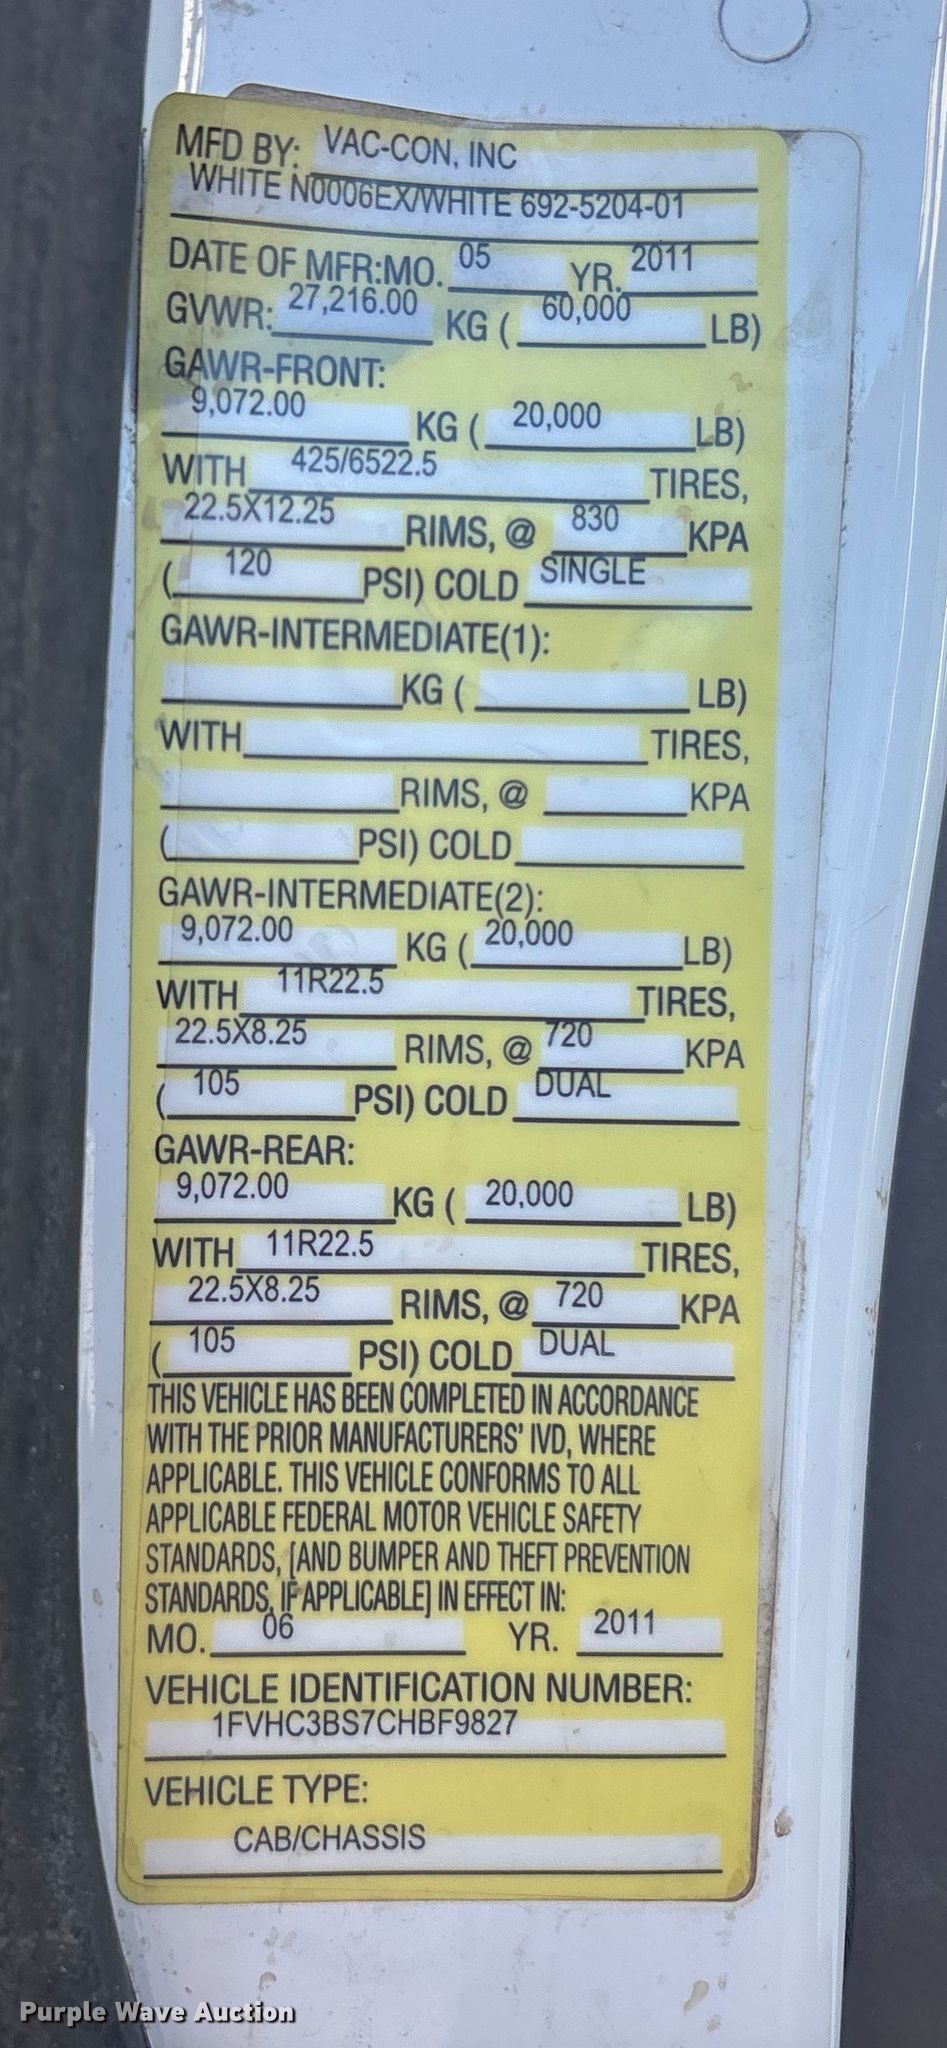 MFD BY: VAC-CON, INC
WHITE N0006EX/WHITE 692-5204-01
DATE OF MFR:MO. 05 YR. 2011
GVWR: 27,216.00 KG ( 60,000 LB)
GAWR-FRONT:
9,072.00 KG ( 20,000 LB)
WITH 425/6522.5 TIRES,
22.5X12.25 RIMS, @ 830 KPA
( 120 PSI) COLD SINGLE
GAWR-INTERMEDIATE(1):
KG ( LB)
WITH TIRES,
RIMS, @ KPA
( PSI) COLD
GAWR-INTERMEDIATE(2):
9,072.00 KG ( 20,000 LB)
WITH 11R22.5 TIRES,
22.5X8.25 RIMS, @ 720 KPA
( 105 PSI) COLD DUAL
GAWR-REAR:
9,072.00 KG ( 20,000 LB)
WITH 11R22.5 TIRES,
22.5X8.25 RIMS, @ 720 KPA
( 105 PSI) COLD DUAL
THIS VEHICLE HAS BEEN COMPLETED IN ACCORDANCE
WITH THE PRIOR MANUFACTURERS' IVD, WHERE
APPLICABLE. THIS VEHICLE CONFORMS TO ALL
APPLICABLE FEDERAL MOTOR VEHICLE SAFETY
STANDARDS, [AND BUMPER AND THEFT PREVENTION
STANDARDS, IF APPLICABLE] IN EFFECT IN:
MO. 06 YR. 2011
VEHICLE IDENTIFICATION NUMBER:
1FVHC3BS7CHBF9827
VEHICLE TYPE:
CAB/CHASSIS
Purple Wave Auction